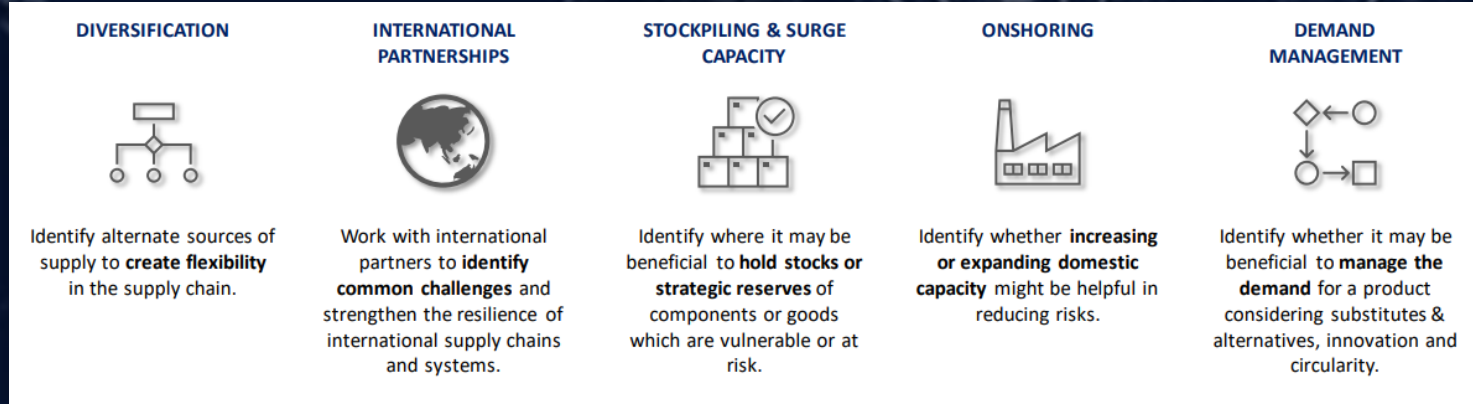 DIVERSIFICATION
Identify alternate sources of
supply to create flexibility
in the supply chain.
INTERNATIONAL
PARTNERSHIPS
Work with international
partners to identify
common challenges and
strengthen the resilience of
international supply chains
and systems.
STOCKPILING & SURGE
CAPACITY
Identify where it may be
beneficial to hold stocks or
strategic reserves of
components or goods
which are vulnerable or at
risk.
ONSHORING
Identify whether increasing
or expanding domestic
capacity might be helpful in
reducing risks.
DEMAND
MANAGEMENT
Identify whether it may be
beneficial to manage the
demand for a product
considering substitutes &
alternatives, innovation and
circularity.